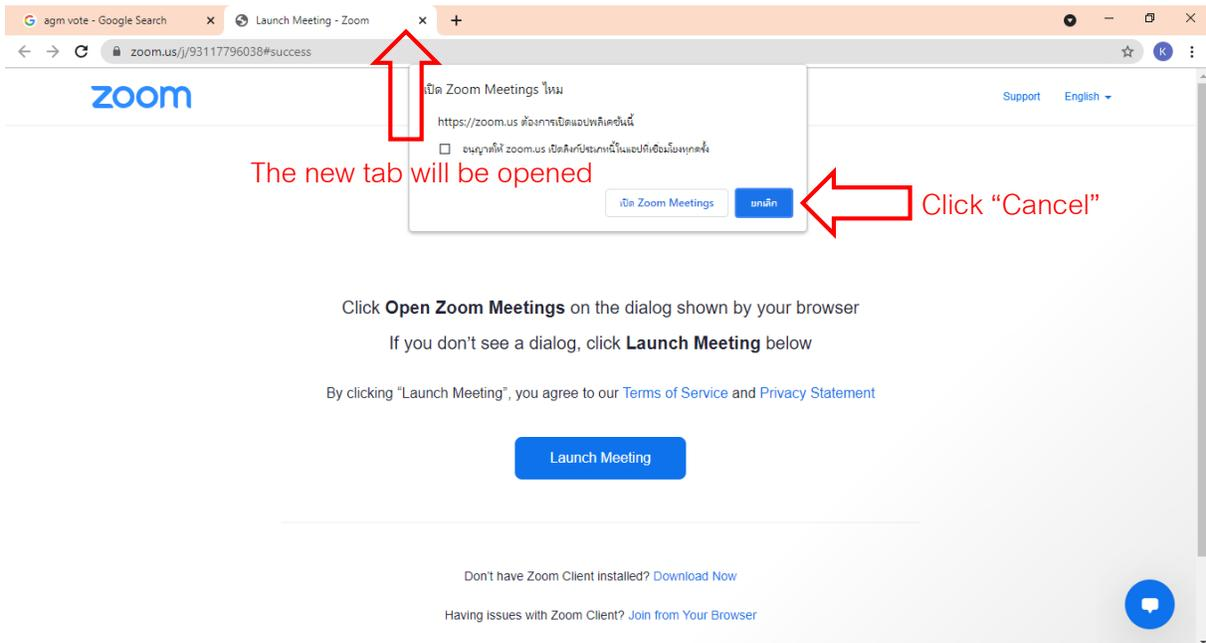 agm vote - Google Search
Launch Meeting - Zoom
zoom.us/j/93117796038#success
K
zoom
Support
English
เปิด Zoom Meetings ไหม
https://zoom.us ต้องการเปิดแอปพลิเคชันนี้
อนุญาตให้ zoom.us เปิดลิงก์ประเภทนี้ในแอปที่เชื่อมโยงทุกครั้ง
The new tab will be opened
เปิด Zoom Meetings
ยกเลิก
Click “Cancel”
Click Open Zoom Meetings on the dialog shown by your browser
If you don’t see a dialog, click Launch Meeting below
By clicking “Launch Meeting”, you agree to our Terms of Service and Privacy Statement
Launch Meeting
Don’t have Zoom Client installed? Download Now
Having issues with Zoom Client? Join from Your Browser